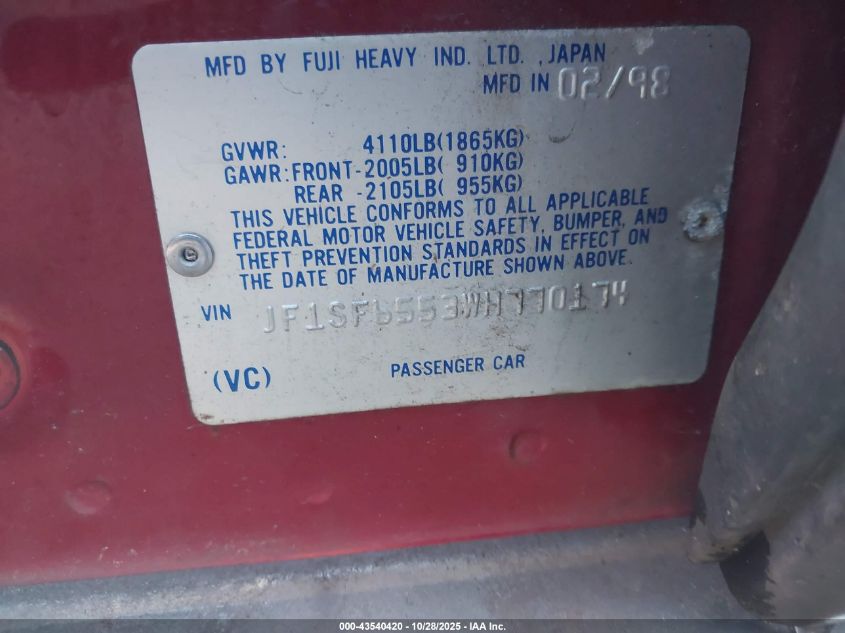 MFD BY FUJI HEAVY IND. LTD. ,JAPAN
MFD IN 02/98
GVWR: 4110LB(1865KG)
GAWR:FRONT-2005LB( 910KG)
REAR -2105LB( 955KG)
THIS VEHICLE CONFORMS TO ALL APPLICABLE
FEDERAL MOTOR VEHICLE SAFETY, BUMPER, AND
THEFT PREVENTION STANDARDS IN EFFECT ON
THE DATE OF MANUFACTURE SHOWN ABOVE.
VIN JF1SF6553WH770174
(VC) PASSENGER CAR
000-43540420 • 10/28/2025 • IAA Inc.